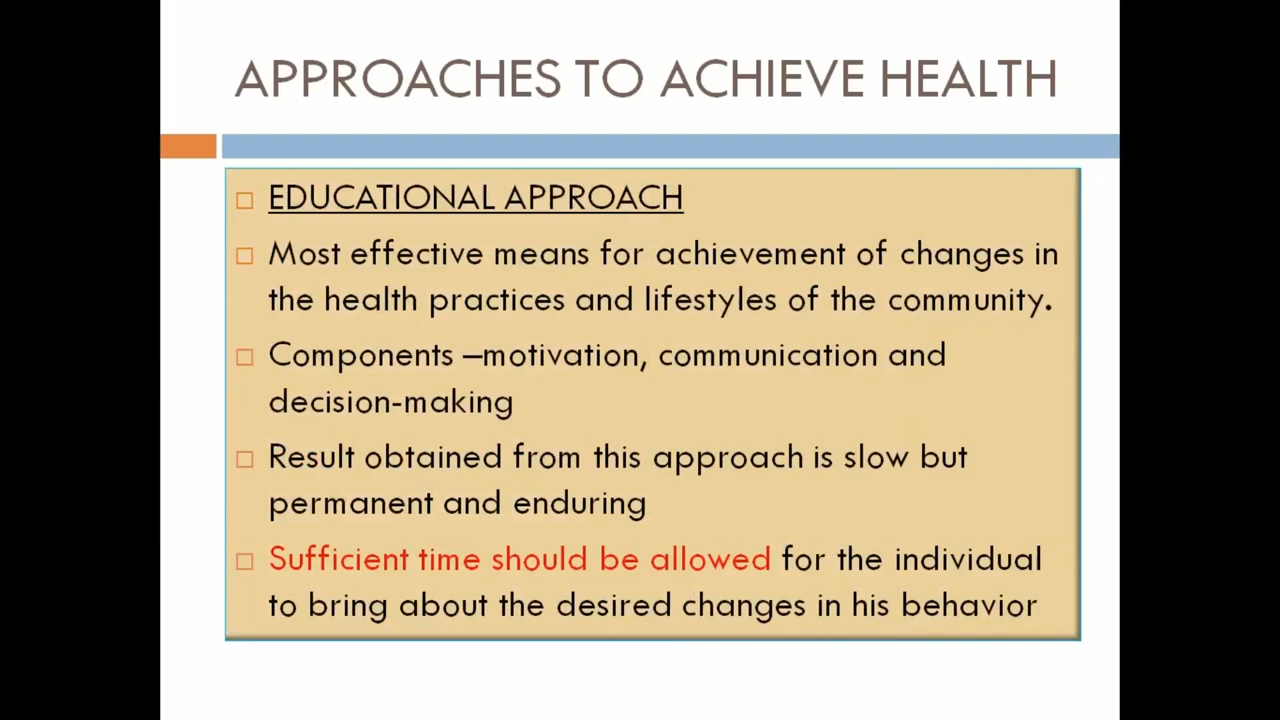 APPROACHES TO ACHIEVE HEALTH
EDUCATIONAL APPROACH
Most effective means for achievement of changes in
the health practices and lifestyles of the community.
Components –motivation, communication and
decision-making
Result obtained from this approach is slow but
permanent and enduring
Sufficient time should be allowed for the individual
to bring about the desired changes in his behavior